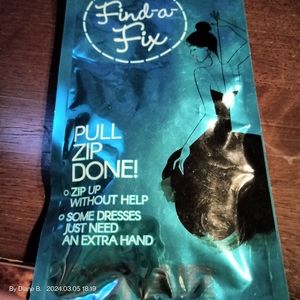 Find-a-
Fix
PULL
ZIP
DONE!
ZIP UP
WITHOUT HELP
SOME DRESSES
JUST NEED
AN EXTRA HAND
By Diane B. 2024.03.05 18:19